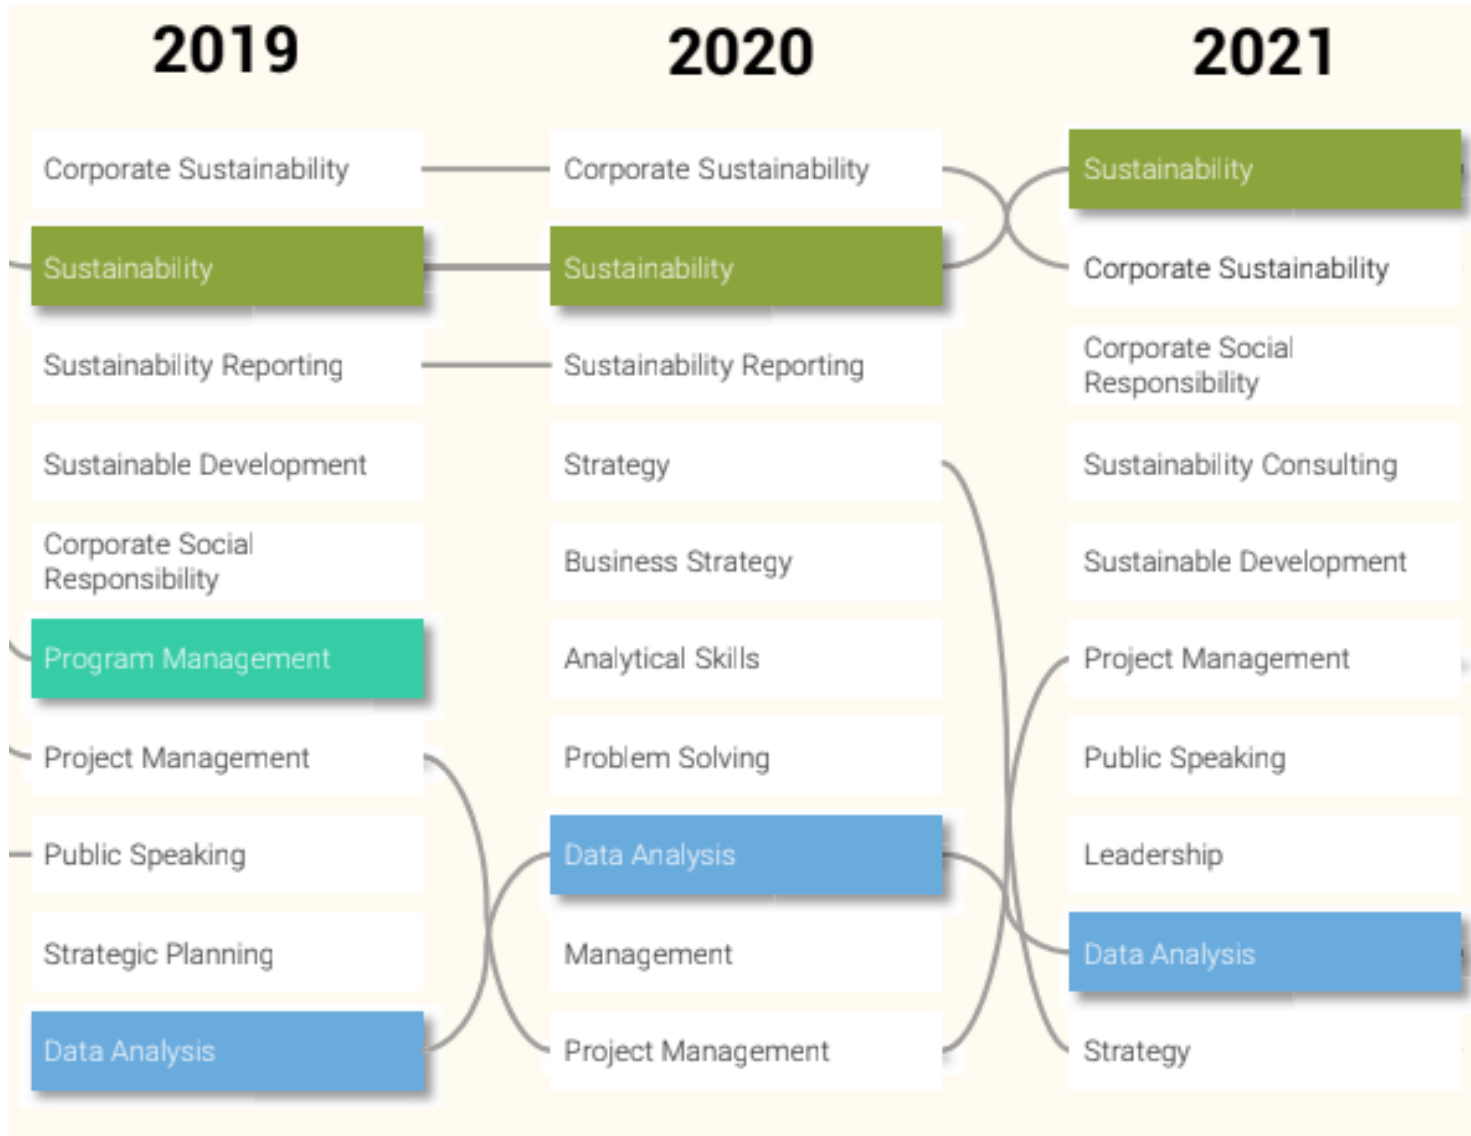 2019
2020
2021
Corporate Sustainability
Sustainability
Sustainability Reporting
Sustainable Development
Corporate Social
Responsibility
Program Management
Project Management
Public Speaking
Strategic Planning
Data Analysis
Corporate Sustainability
Sustainability
Sustainability Reporting
Strategy
Business Strategy
Analytical Skills
Problem Solving
Data Analysis
Management
Project Management
Sustainability
Corporate Sustainability
Corporate Social
Responsibility
Sustainability Consulting
Sustainable Development
Project Management
Public Speaking
Leadership
Data Analysis
Strategy